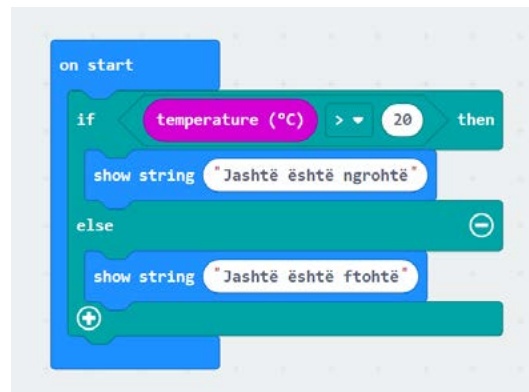 on start
if temperature (°C) > 20 then
show string "Jashtë është ngrohtë"
else
show string "Jashtë është ftohtë"